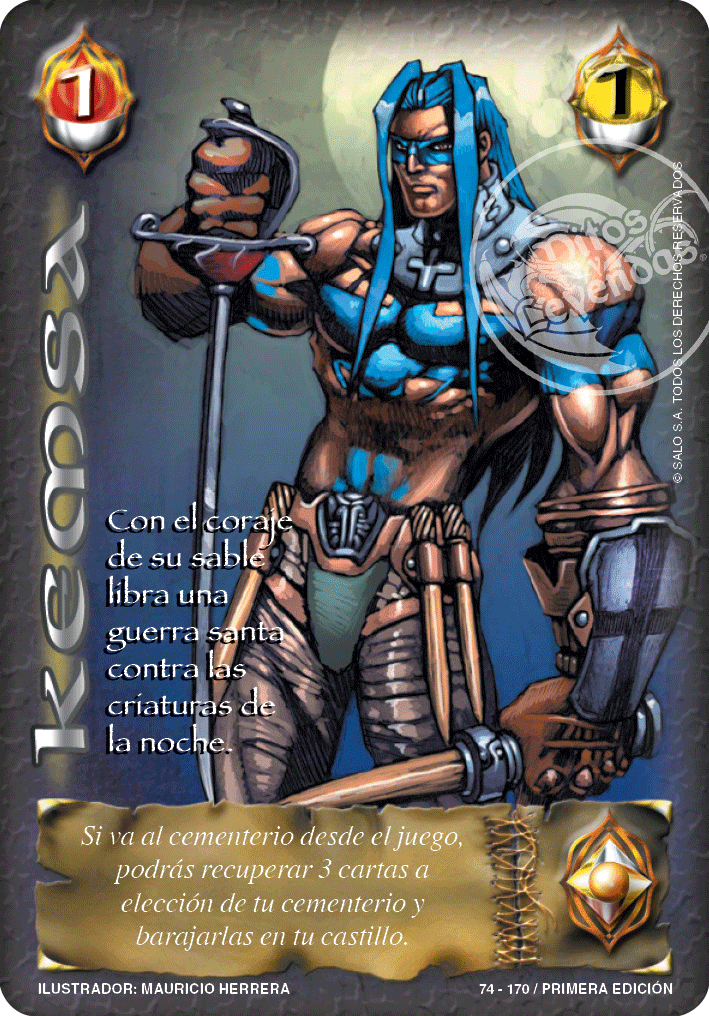 1
1
Mitos
y
Leyendas
®
KEMSA
© SALO S.A. TODOS LOS DERECHOS RESERVADOS
Con el coraje
de su sable
libra una
guerra santa
contra las
criaturas de
la noche.
Si va al cementerio desde el juego,
podrás recuperar 3 cartas a
elección de tu cementerio y
barajarlas en tu castillo.
ILUSTRADOR: MAURICIO HERRERA
74 - 170 / PRIMERA EDICIÓN